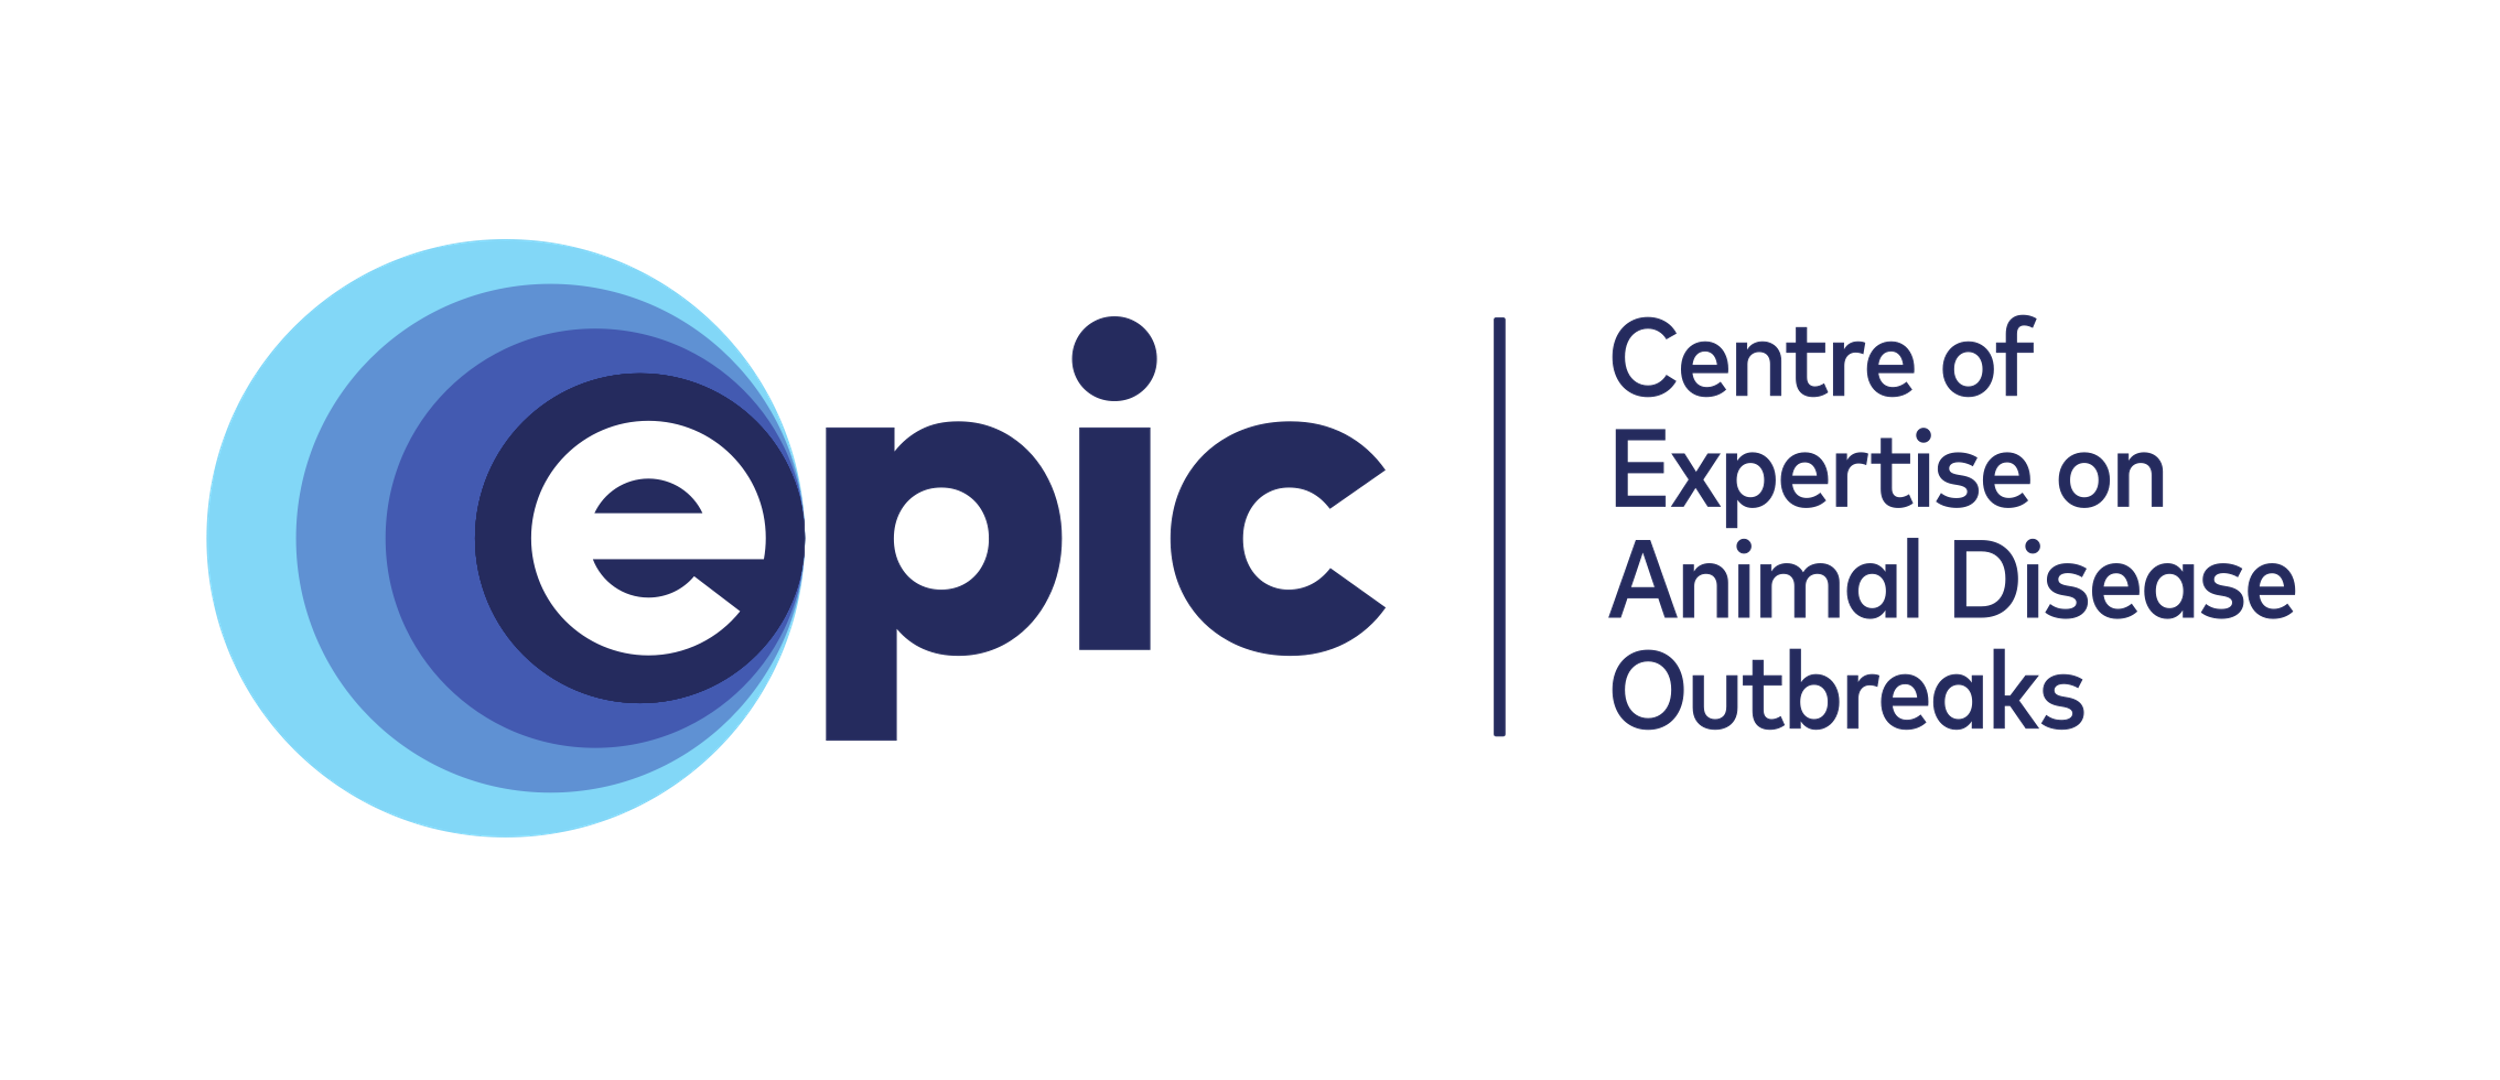 epic
Centre of
Expertise on
Animal Disease
Outbreaks